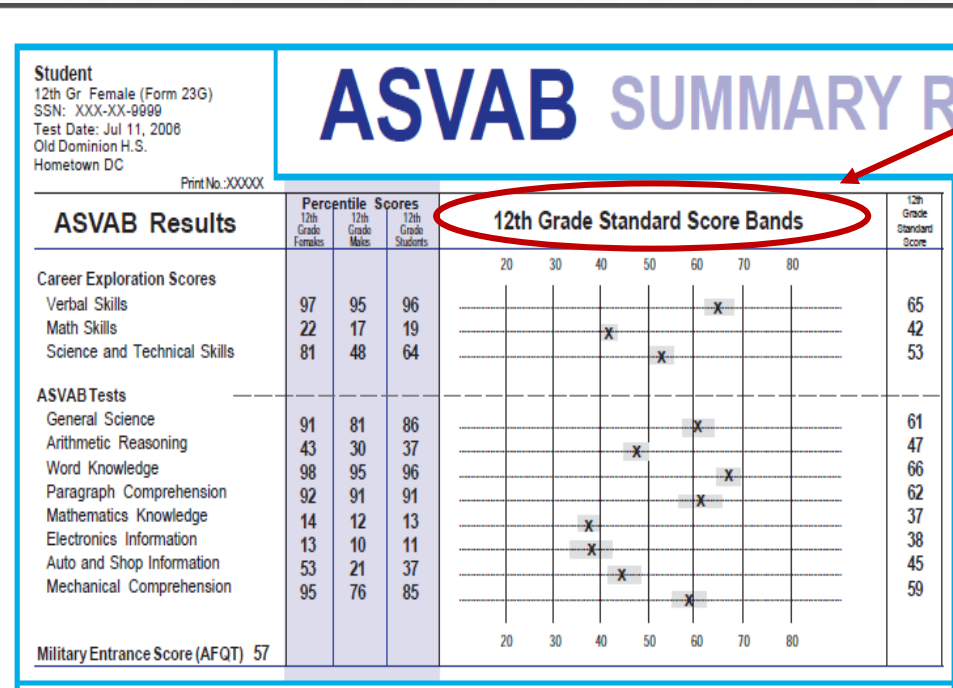 Student
12th Gr Female (Form 23G)
SSN: XXX-XX-9999
Test Date: Jul 11, 2006
Old Dominion H.S.
Hometown DC
Print No.:XXXXX
ASVAB SUMMARY R
ASVAB Results
Percentile Scores
12th Grade Females
12th Grade Males
12th Grade Students
12th Grade Standard Score Bands
12th Grade Standard Score
20 30 40 50 60 70 80
Career Exploration Scores
Verbal Skills 97 95 96 X 65
Math Skills 22 17 19 X 42
Science and Technical Skills 81 48 64 X 53
ASVAB Tests
General Science 91 81 86 X 61
Arithmetic Reasoning 43 30 37 X 47
Word Knowledge 98 95 96 X 66
Paragraph Comprehension 92 91 91 X 62
Mathematics Knowledge 14 12 13 X 37
Electronics Information 13 10 11 X 38
Auto and Shop Information 53 21 37 X 45
Mechanical Comprehension 95 76 85 X 59
20 30 40 50 60 70 80
Military Entrance Score (AFQT) 57